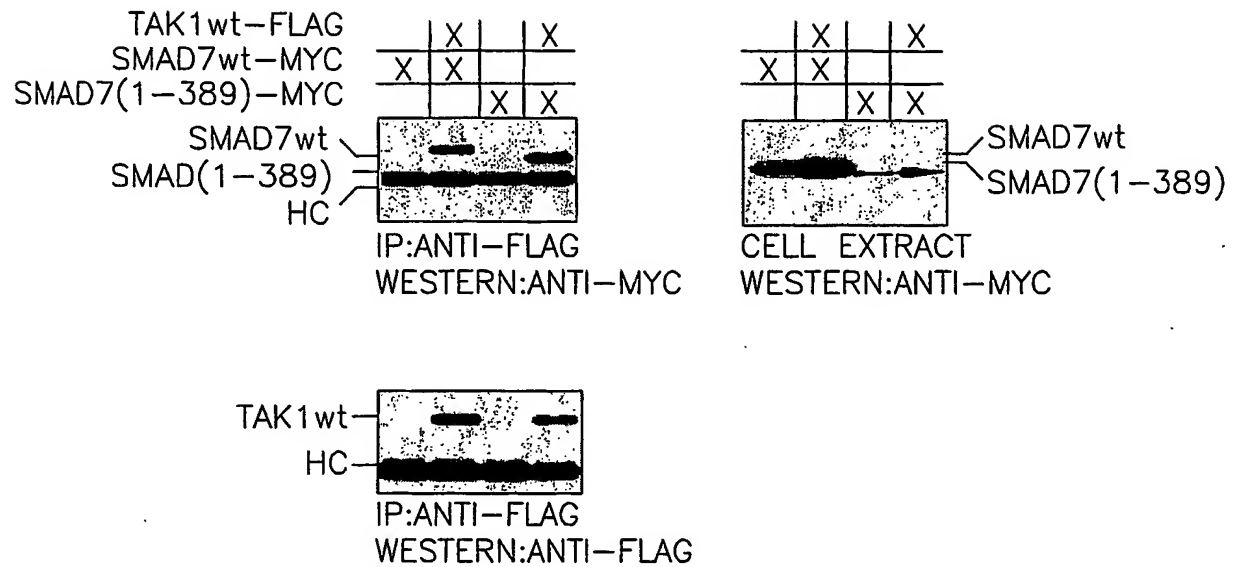 TAK1wt-FLAG X X X X
SMAD7wt-MYC X X X X
SMAD7(1-389)-MYC X X X X
SMAD7wt
SMAD(1-389)
HC
IP:ANTI-FLAG
WESTERN:ANTI-MYC
SMAD7wt
SMAD7(1-389)
CELL EXTRACT
WESTERN:ANTI-MYC
TAK1wt
HC
IP:ANTI-FLAG
WESTERN:ANTI-FLAG